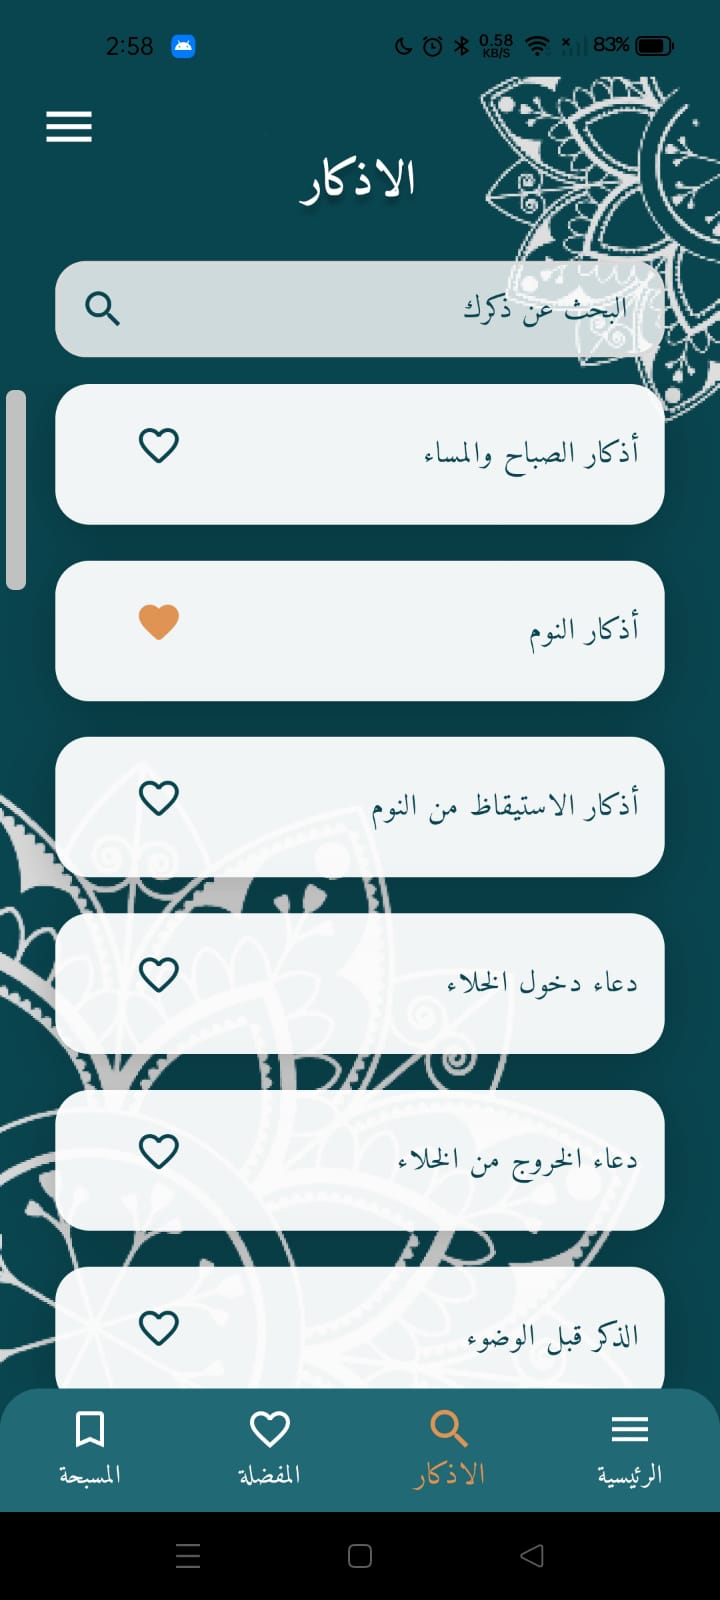 2:58
0.58 KB/S
83%
الاذكار
البحث عن ذكرك
أذكار الصباح والمساء
أذكار النوم
أذكار الاستيقاظ من النوم
دعاء دخول الخلاء
دعاء الخروج من الخلاء
الذكر قبل الوضوء
الرئيسية
الاذكار
المفضلة
المسبحة